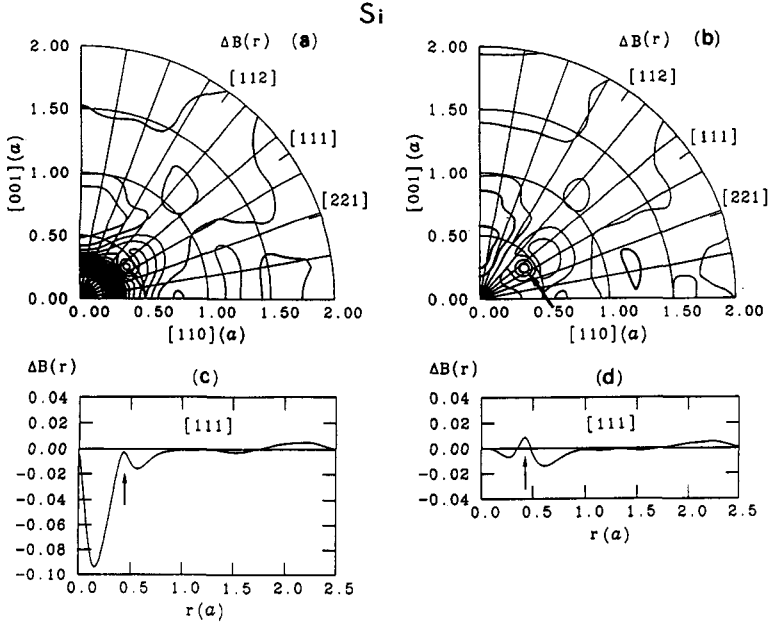 Si
ΔB(r) (a)
[112]
[111]
[221]
[001](a)
2.00
1.50
1.00
0.50
0.00
0.00 0.50 1.00 1.50 2.00
[110](a)
ΔB(r) (b)
[112]
[111]
[221]
[001](a)
2.00
1.50
1.00
0.50
0.00
0.00 0.50 1.00 1.50 2.00
[110](a)
ΔB(r)
(c)
[111]
0.04
0.02
0.00
-0.02
-0.04
-0.06
-0.08
-0.10
0.0 0.5 1.0 1.5 2.0 2.5
r(a)
ΔB(r)
(d)
[111]
0.04
0.02
0.00
-0.02
-0.04
0.0 0.5 1.0 1.5 2.0 2.5
r(a)